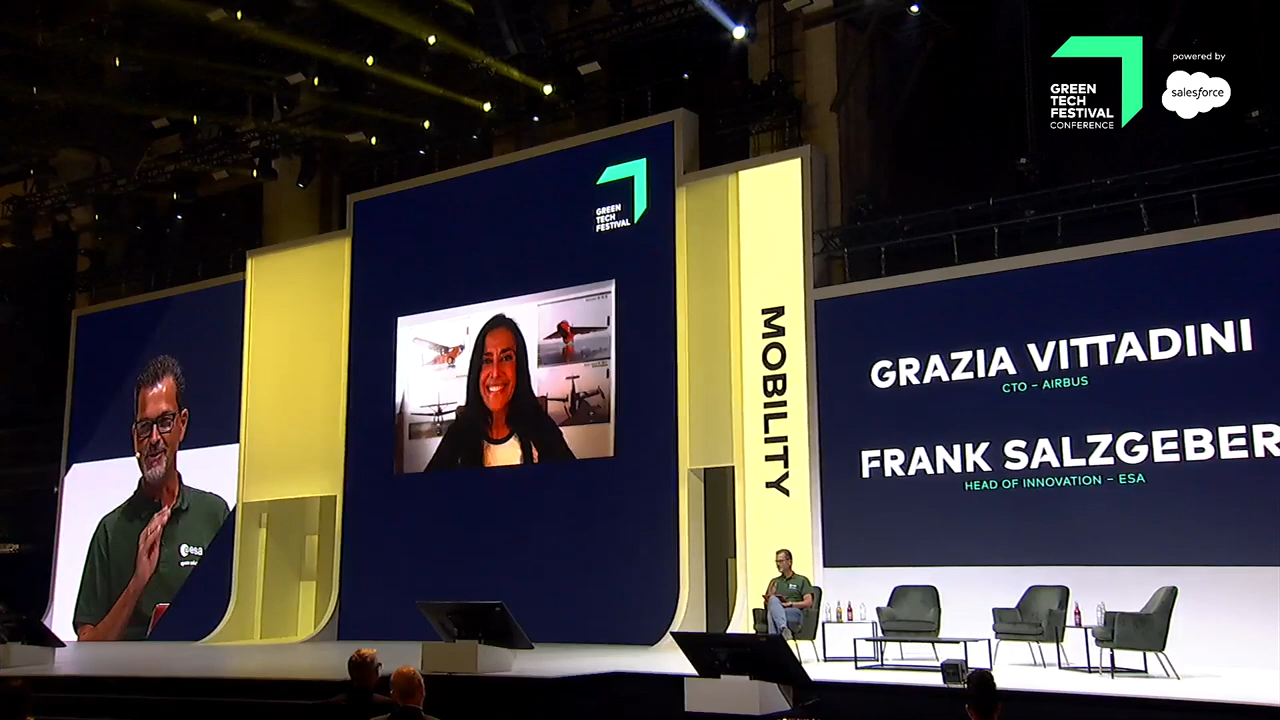 GREEN
TECH
FESTIVAL
CONFERENCE
powered by
salesforce
GREEN
TECH
FESTIVAL
MOBILITY
GRAZIA VITTADINI
CTO – AIRBUS
FRANK SALZGEBER
HEAD OF INNOVATION – ESA
esa